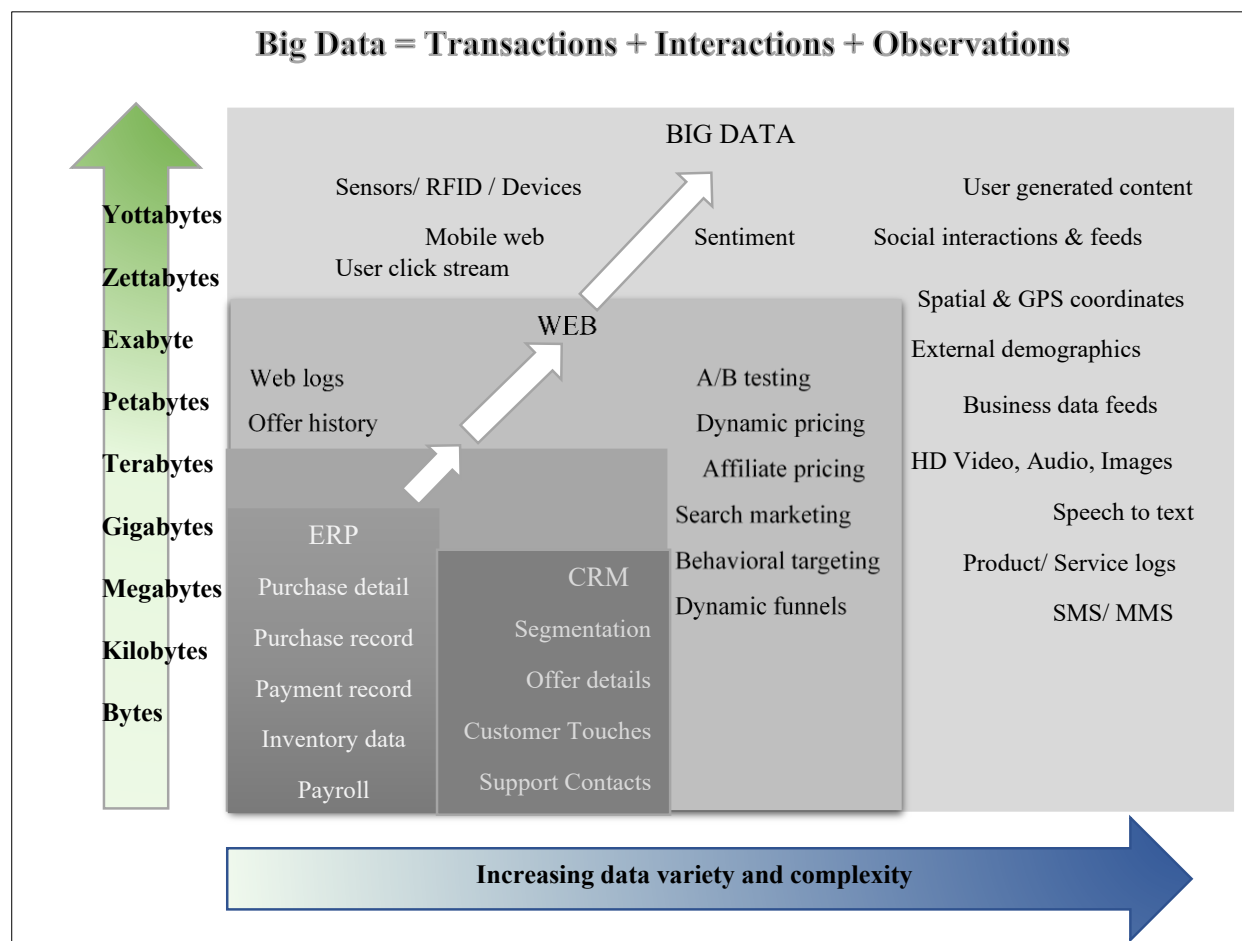 Big Data = Transactions + Interactions + Observations
Yottabytes
Zettabytes
Exabyte
Petabytes
Terabytes
Gigabytes
Megabytes
Kilobytes
Bytes
BIG DATA
Sensors/ RFID / Devices
Mobile web
User click stream
Sentiment
User generated content
Social interactions & feeds
Spatial & GPS coordinates
External demographics
Business data feeds
HD Video, Audio, Images
Speech to text
Product/ Service logs
SMS/ MMS
WEB
Web logs
Offer history
A/B testing
Dynamic pricing
Affiliate pricing
Search marketing
Behavioral targeting
Dynamic funnels
ERP
Purchase detail
Purchase record
Payment record
Inventory data
Payroll
CRM
Segmentation
Offer details
Customer Touches
Support Contacts
Increasing data variety and complexity